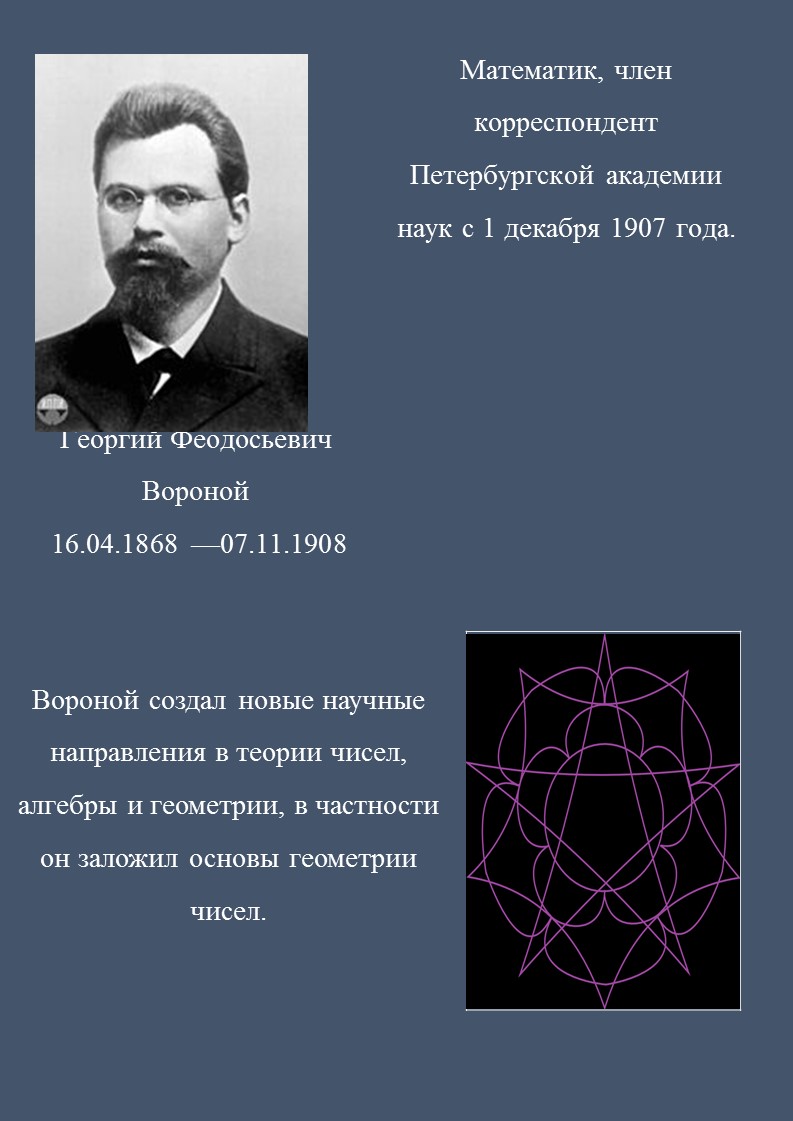 Математик, член
корреспондент
Петербургской академии
наук с 1 декабря 1907 года.
Георгий Феодосьевич
Вороной
16.04.1868 —07.11.1908
Вороной создал новые научные
направления в теории чисел,
алгебры и геометрии, в частности
он заложил основы геометрии
чисел.